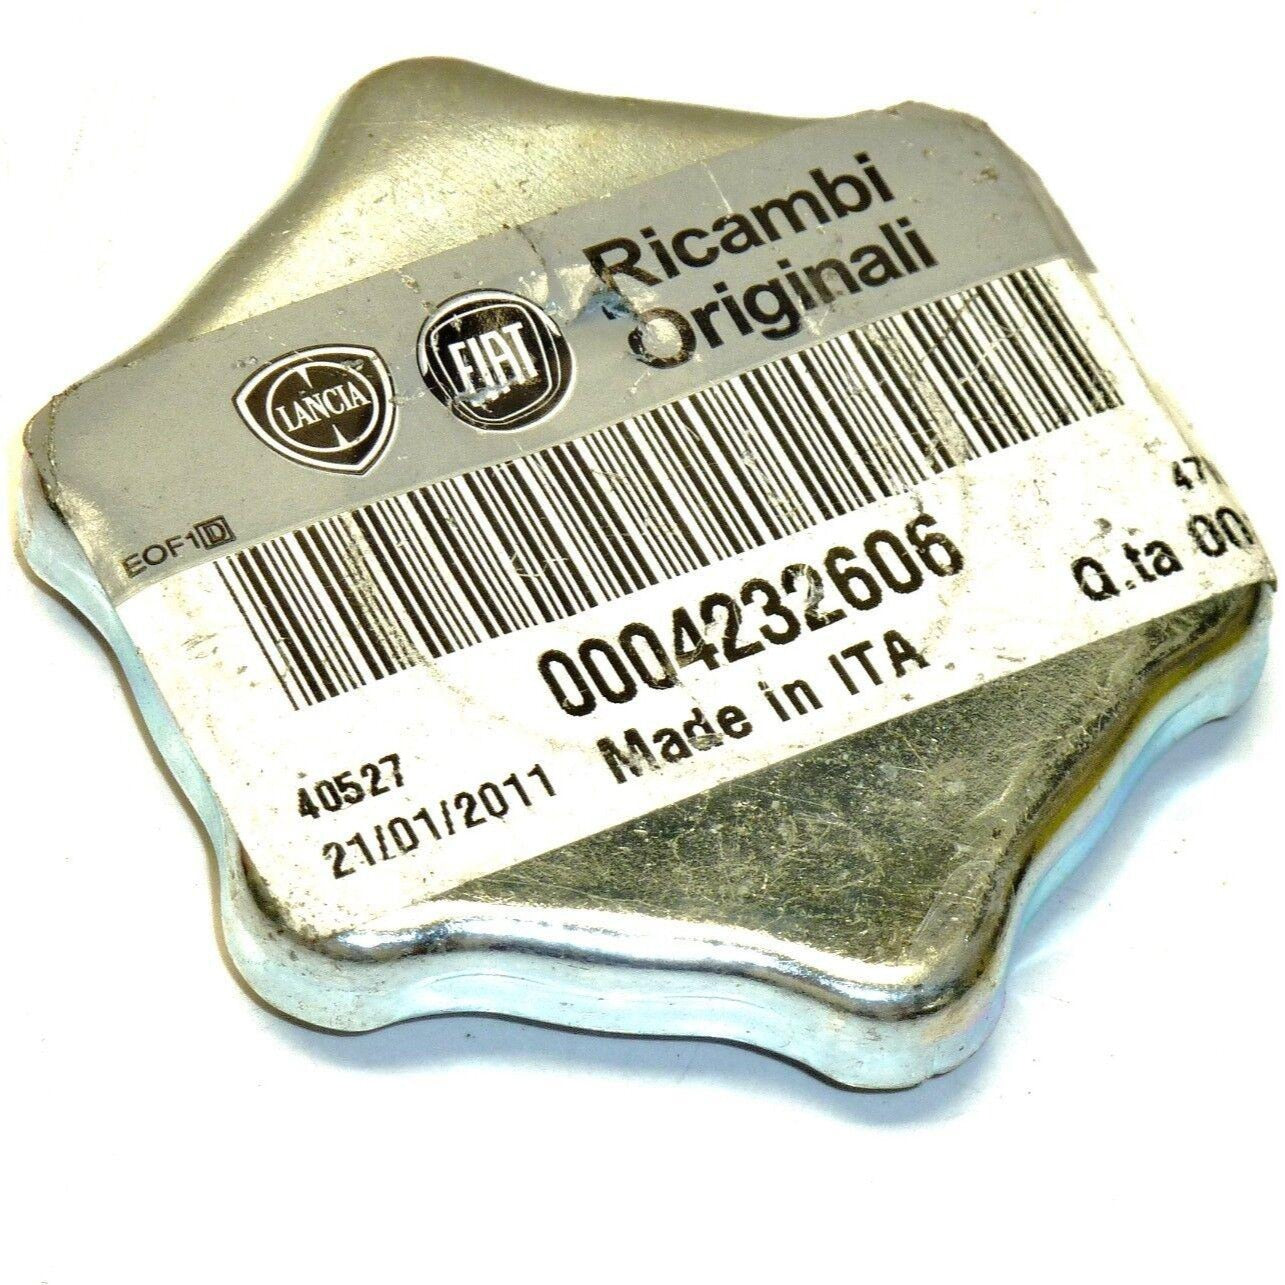 Ricambi
Originali
LANCIA
FIAT
EOF1D
0004232606
47
Made in ITA
Q.ta 00
40527
21/01/2011